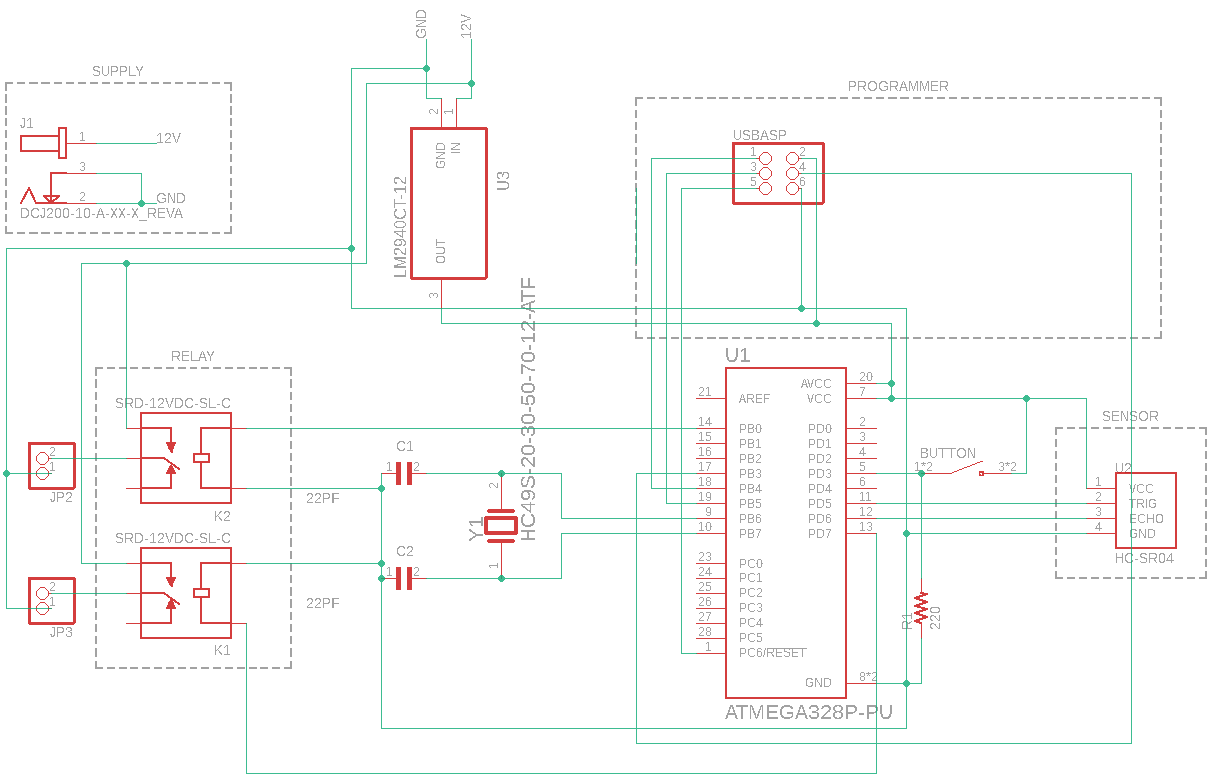 GND
12V
SUPPLY
J1
1
12V
3
2
GND
DCJ200-10-A-XX-X_REVA
2
1
GND
IN
LM2940CT-12
U3
OUT
3
PROGRAMMER
USBASP
1
2
3
4
5
6
RELAY
SRD-12VDC-SL-C
K2
2
1
JP2
SRD-12VDC-SL-C
K1
2
1
JP3
C1
1
2
22PF
C2
1
2
22PF
Y1
2
1
HC49S-20-30-50-70-12-ATF
U1
21 AREF
14 PB0
15 PB1
16 PB2
17 PB3
18 PB4
19 PB5
9 PB6
10 PB7
23 PC0
24 PC1
25 PC2
26 PC3
27 PC4
28 PC5
1 PC6/RESET
AVCC 20
VCC 7
PD0 2
PD1 3
PD2 4
PD3 5
PD4 6
PD5 11
PD6 12
PD7 13
GND 8*2
ATMEGA328P-PU
BUTTON
1*2
3*2
R1
220
SENSOR
U2
1 VCC
2 TRIG
3 ECHO
4 GND
HC-SR04